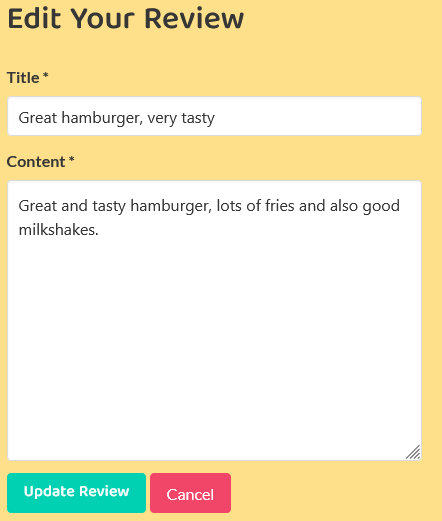 Edit Your Review
Title *
Great hamburger, very tasty
Content *
Great and tasty hamburger, lots of fries and also good
milkshakes.
Update Review Cancel